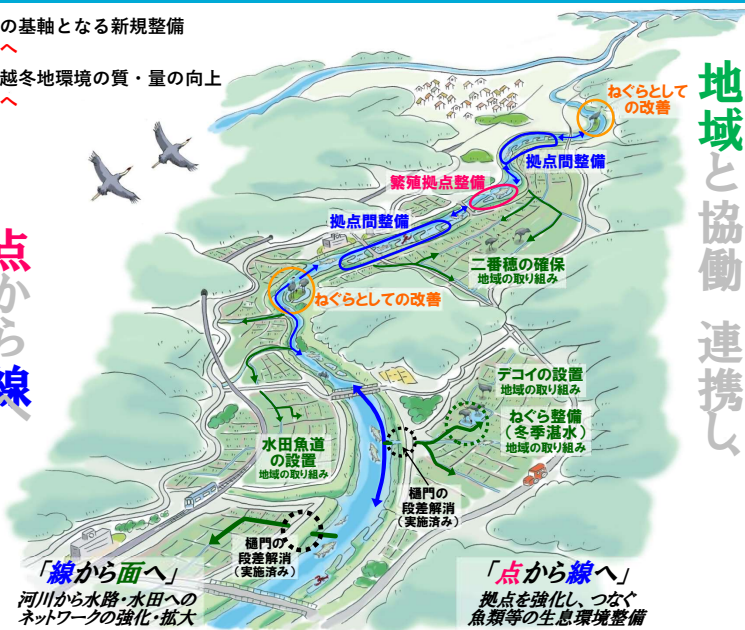 の基軸となる新規整備
へ
越冬地環境の質・量の向上
へ
地域と協働 連携し
点から線へ
ねぐらとして
の改善
拠点間整備
繁殖拠点整備
拠点間整備
二番穂の確保
地域の取り組み
ねぐらとしての改善
デコイの設置
地域の取り組み
ねぐら整備
（冬季湛水）
地域の取り組み
水田魚道
の設置
地域の取り組み
樋門の
段差解消
（実施済み）
樋門の
段差解消
（実施済み）
「線から面へ」
河川から水路・水田への
ネットワークの強化・拡大
「点から線へ」
拠点を強化し、つなぐ
魚類等の生息環境整備